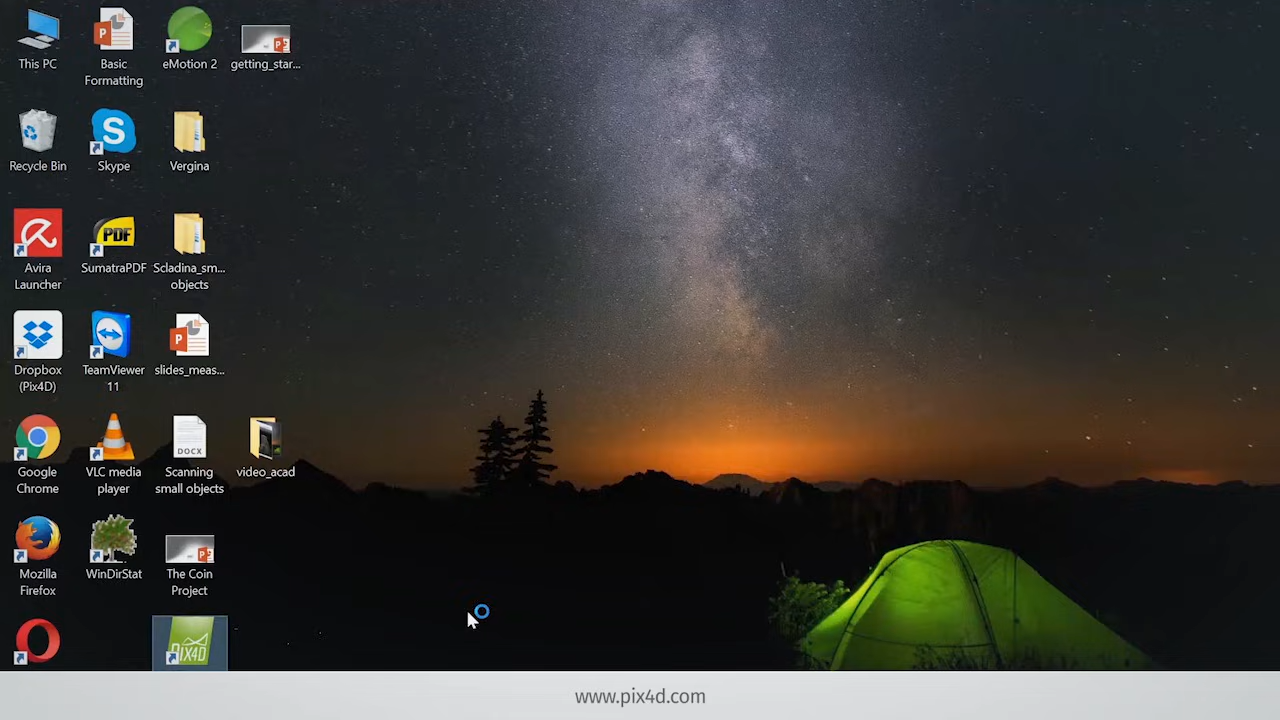 This PC
Basic
Formatting
eMotion 2
getting_star...
Recycle Bin
Skype
Vergina
Avira
Launcher
SumatraPDF
Scladina_sm...
objects
Dropbox
(Pix4D)
TeamViewer
11
slides_meas...
Google
Chrome
VLC media
player
Scanning
small objects
video_acad
Mozilla
Firefox
WinDirStat
The Coin
Project
P
S
PDF
P
DOCX
P
P
PIX4D
www.pix4d.com